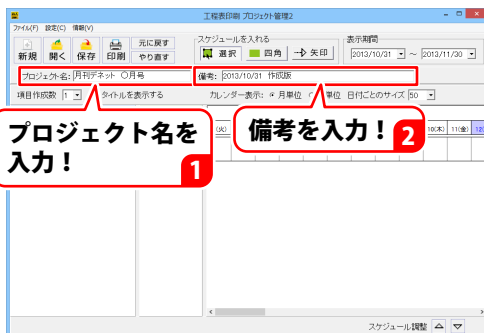 工程表印刷 プロジェクト管理2
ファイル(F) 設定(C) 情報(V)
新規 開く 保存 印刷
元に戻す
やり直す
スケジュールを入れる
選択 四角 矢印
表示期間
2013/10/31 ～ 2013/11/30
プロジェクト名: 月刊デネット 〇月号
備考: 2013/10/31 作成版
項目作成数 1 タイトルを表示する
カレンダー表示: 月単位 単位 日付ごとのサイズ 50
(火) 10(木) 11(金) 12
プロジェクト名を
入力！
1
備考を入力！
2
スケジュール調整